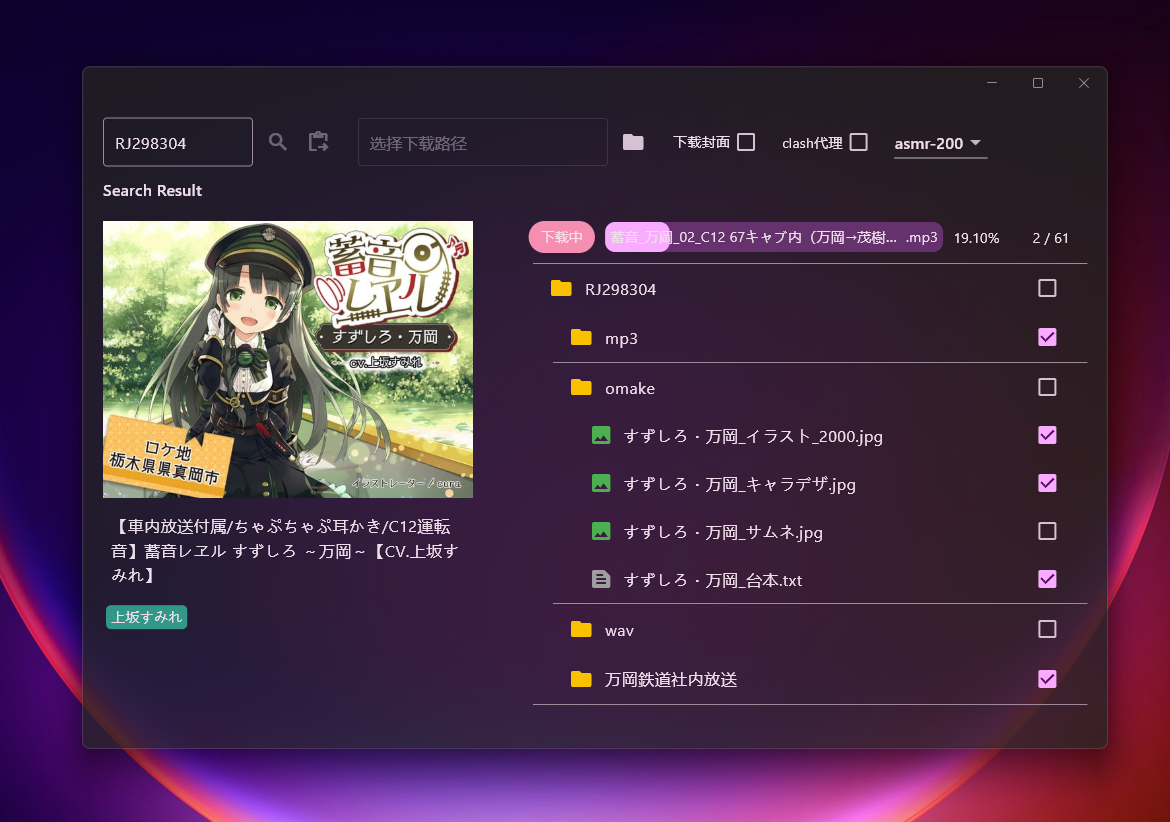 RJ298304
选择下载路径
下载封面
clash代理
asmr-200
Search Result
蓄音レヱル
・すずしろ・万岡・
cv.上坂すみれ
ロケ地
栃木県県真岡市
イラストレーター / cura
【車内放送付属/ちゃぷちゃぷ耳かき/C12運転
音】蓄音レヱル すずしろ ～万岡～【CV.上坂す
みれ】
上坂すみれ
下载中
蓄音_万岡_02_C12 67キャブ内（万岡→茂樹... .mp3
19.10%
2 / 61
RJ298304
mp3
omake
すずしろ・万岡_イラスト_2000.jpg
すずしろ・万岡_キャラデザ.jpg
すずしろ・万岡_サムネ.jpg
すずしろ・万岡_台本.txt
wav
万岡鉄道社内放送